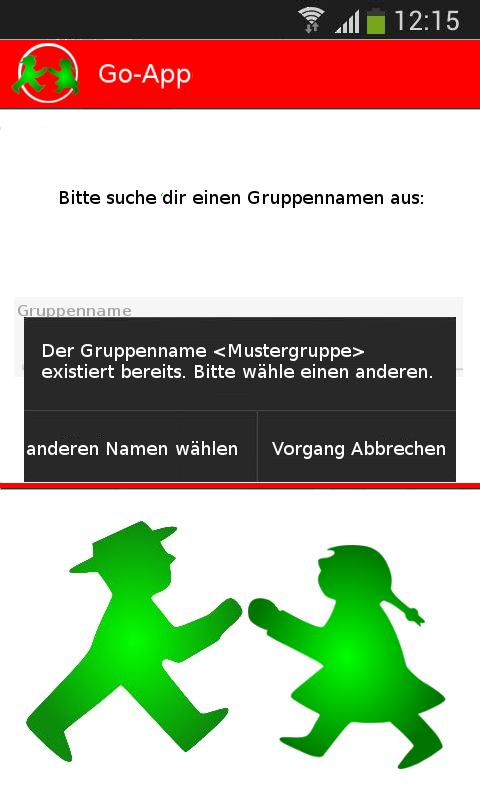 12:15
Go-App
Bitte suche dir einen Gruppennamen aus:
Gruppenname
Der Gruppenname <Mustergruppe>
existiert bereits. Bitte wähle einen anderen.
anderen Namen wählen
Vorgang Abbrechen